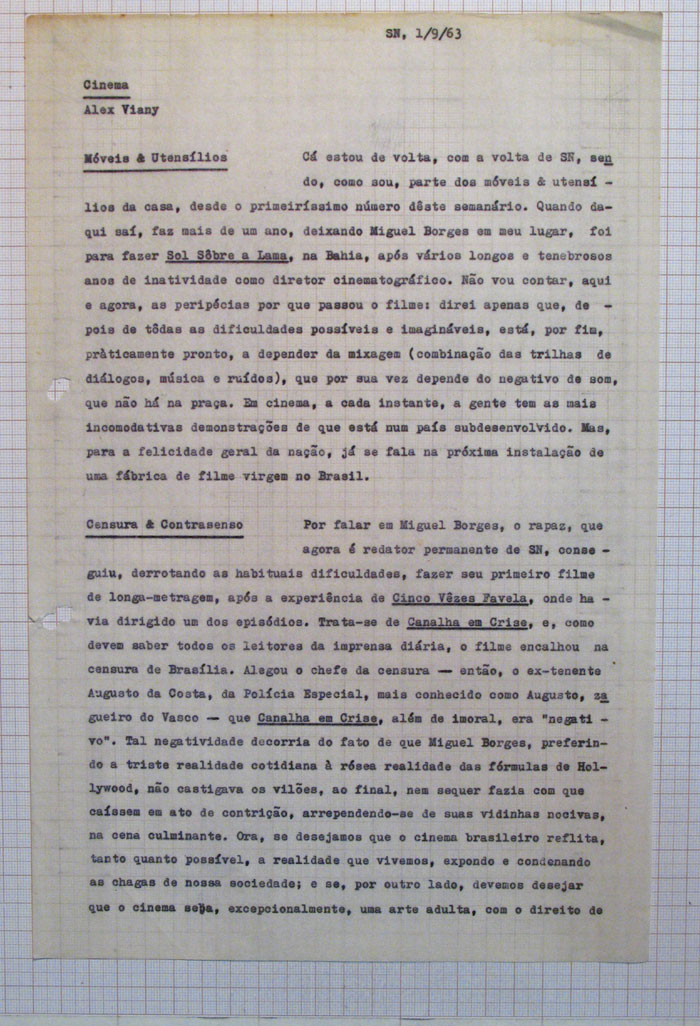 SN, 1/9/63
Cinema
Alex Viany
Móveis & Utensílios Cá estou de volta, com a volta de SN, sen
do, como sou, parte dos móveis & utensí -
lios da casa, desde o primeiríssimo número dêste semanário. Quando da-
qui saí, faz mais de um ano, deixando Miguel Borges em meu lugar, foi
para fazer Sol Sôbre a Lama, na Bahia, após vários longos e tenebrosos
anos de inatividade como diretor cinematográfico. Não vou contar, aqui
e agora, as peripécias por que passou o filme: direi apenas que, de -
pois de tôdas as dificuldades possíveis e imagináveis, está, por fim,
pràticamente pronto, a depender da mixagem (combinação das trilhas de
diálogos, música e ruídos), que por sua vez depende do negativo de som,
que não há na praça. Em cinema, a cada instante, a gente tem as mais
incomodativas demonstrações de que está num país subdesenvolvido. Mas,
para a felicidade geral da nação, já se fala na próxima instalação de
uma fábrica de filme virgem no Brasil.
Censura & Contrasenso Por falar em Miguel Borges, o rapaz, que
agora é redator permanente de SN, conse -
guiu, derrotando as habituais dificuldades, fazer seu primeiro filme
de longa-metragem, após a experiência de Cinco Vêzes Favela, onde ha -
via dirigido um dos episódios. Trata-se de Canalha em Crise, e, como
devem saber todos os leitores da imprensa diária, o filme encalhou na
censura de Brasília. Alegou o chefe da censura — então, o ex-tenente
Augusto da Costa, da Polícia Especial, mais conhecido como Augusto, za
gueiro do Vasco — que Canalha em Crise, além de imoral, era "negati -
vo". Tal negatividade decorria do fato de que Miguel Borges, preferin-
do a triste realidade cotidiana à rósea realidade das fórmulas de Hol-
lywood, não castigava os vilões, ao final, nem sequer fazia com que
caíssem em ato de contrição, arrependendo-se de suas vidinhas nocivas,
na cena culminante. Ora, se desejamos que o cinema brasileiro reflita,
tanto quanto possível, a realidade que vivemos, expondo e condenando
as chagas de nossa sociedade; e se, por outro lado, devemos desejar
que o cinema seja, excepcionalmente, uma arte adulta, com o direito de